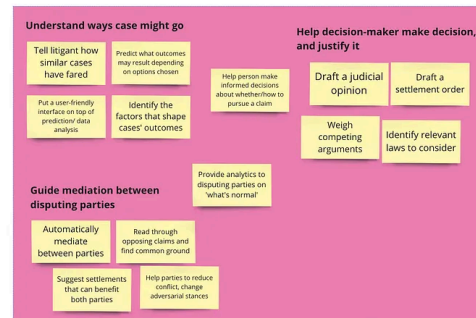 Understand ways case might go
Tell litigant how
similar cases
have fared
Predict what outcomes
may result depending on
options chosen
Put a user-friendly
interface on top of
prediction/ data
analysis
Identify the
factors that shape
cases' outcomes
Help person make
informed decisions
about whether/how to
pursue a claim
Help decision-maker make decision,
and justify it
Draft a judicial
opinion
Draft a
settlement order
Weigh
competing
arguments
Identify relevant
laws to consider
Provide analytics to
disputing parties on
'what's normal'
Guide mediation between
disputing parties
Automatically
mediate
between parties
Read through
opposing claims and
find common ground
Suggest settlements
that can benefit
both parties
Help parties to reduce
conflict, change
adversarial stances